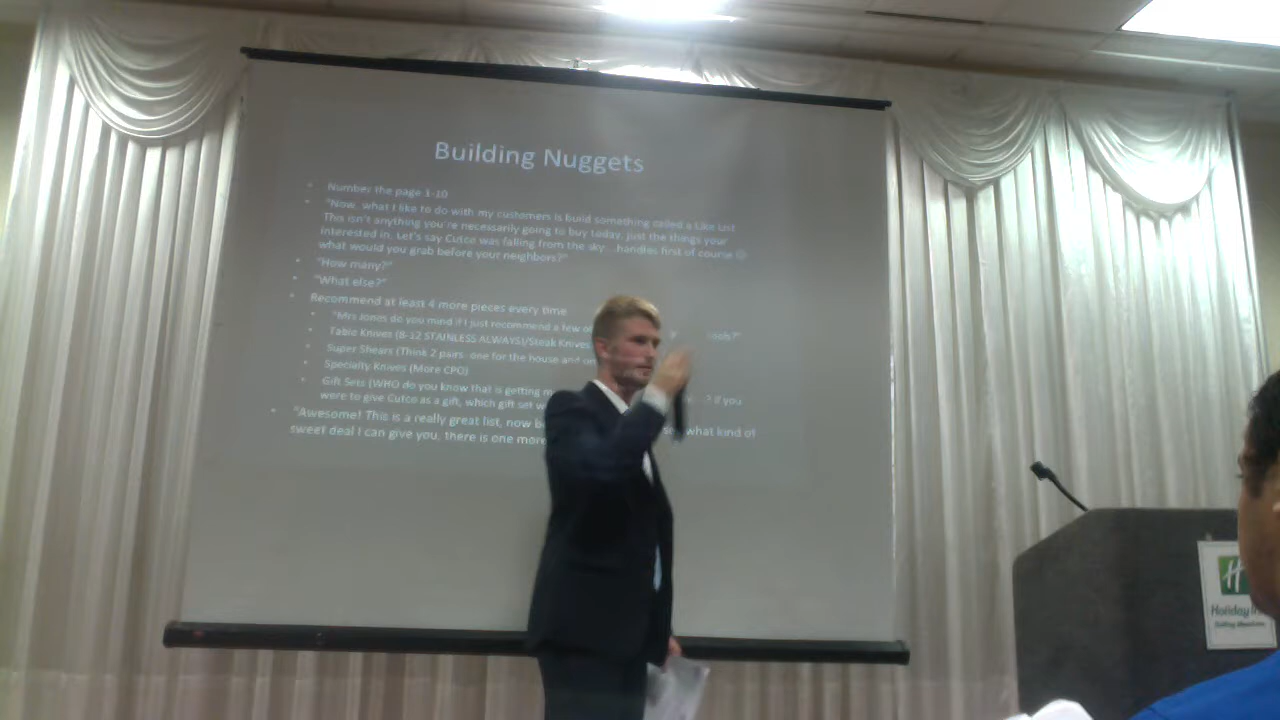 Building Nuggets
Number the page 1-10
"Now, what I like to do with my customers is build something called a Like List
This isn't anything you're necessarily going to buy today, just the things your
interested in. Let's say Cutco was falling from the sky... handles first of course
what would you grab before your neighbors?"
"How many?"
"What else?"
Recommend at least 4 more pieces every time
"Mrs Jones do you mind if I just recommend a few
Table Knives (8-12 STAINLESS ALWAYS)/Steak Knives
Super Shears (Think 2 pairs: one for the house and
Specialty Knives (More CPO)
Gift Sets (WHO do you know that is getting ? If you
were to give Cutco as a gift, which gift set
"Awesome! This is a really great list, now what kind of
sweet deal I can give you, there is one more
H
Holiday